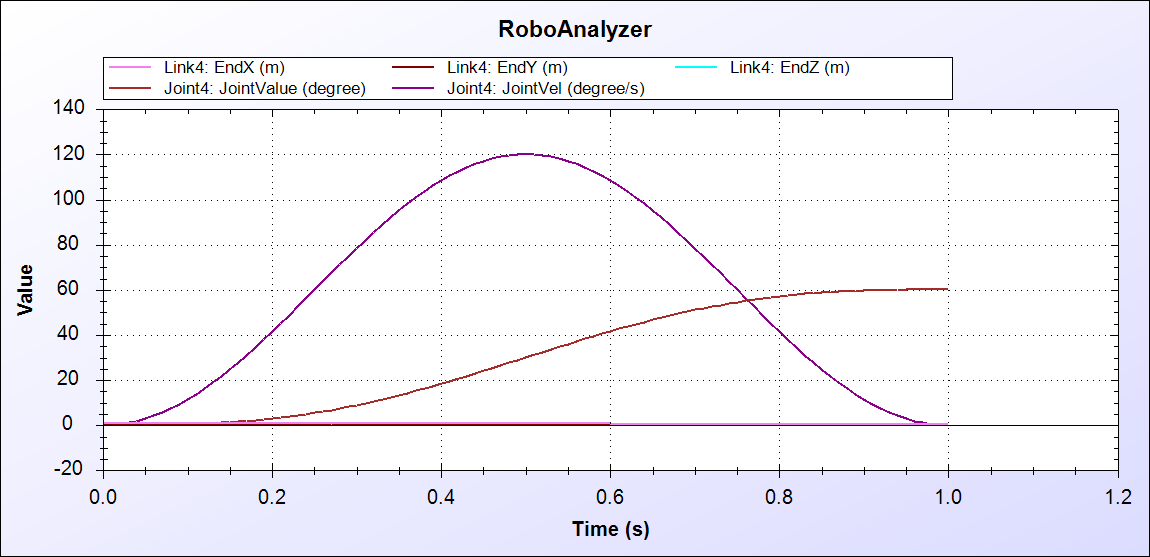 RoboAnalyzer
Link4: EndX (m) Link4: EndY (m) Link4: EndZ (m)
Joint4: JointValue (degree) Joint4: JointVel (degree/s)
140
120
100
80
60
40
20
0
-20
Value
0.0 0.2 0.4 0.6 0.8 1.0 1.2
Time (s)